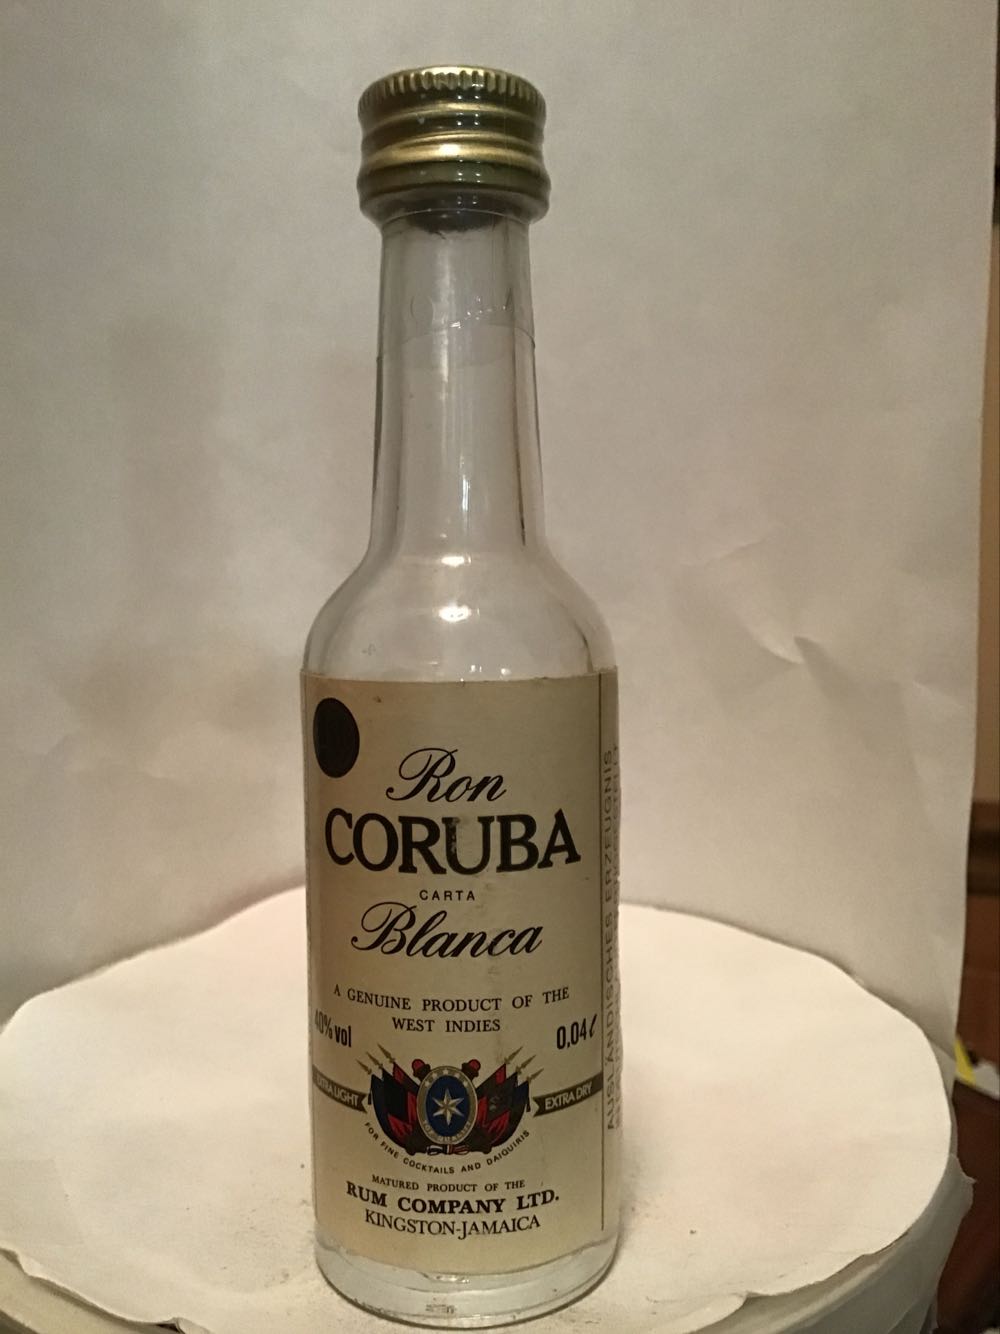 Ron
CORUBA
CARTA
Blanca
A GENUINE PRODUCT OF THE
WEST INDIES
40% vol
0,04 ℓ
EXTRA LIGHT
EXTRA DRY
FOR FINE COCKTAILS AND DAIQUIRIS
MATURED PRODUCT OF THE
RUM COMPANY LTD.
KINGSTON-JAMAICA
AUSLÄNDISCHES ERZEUGNIS